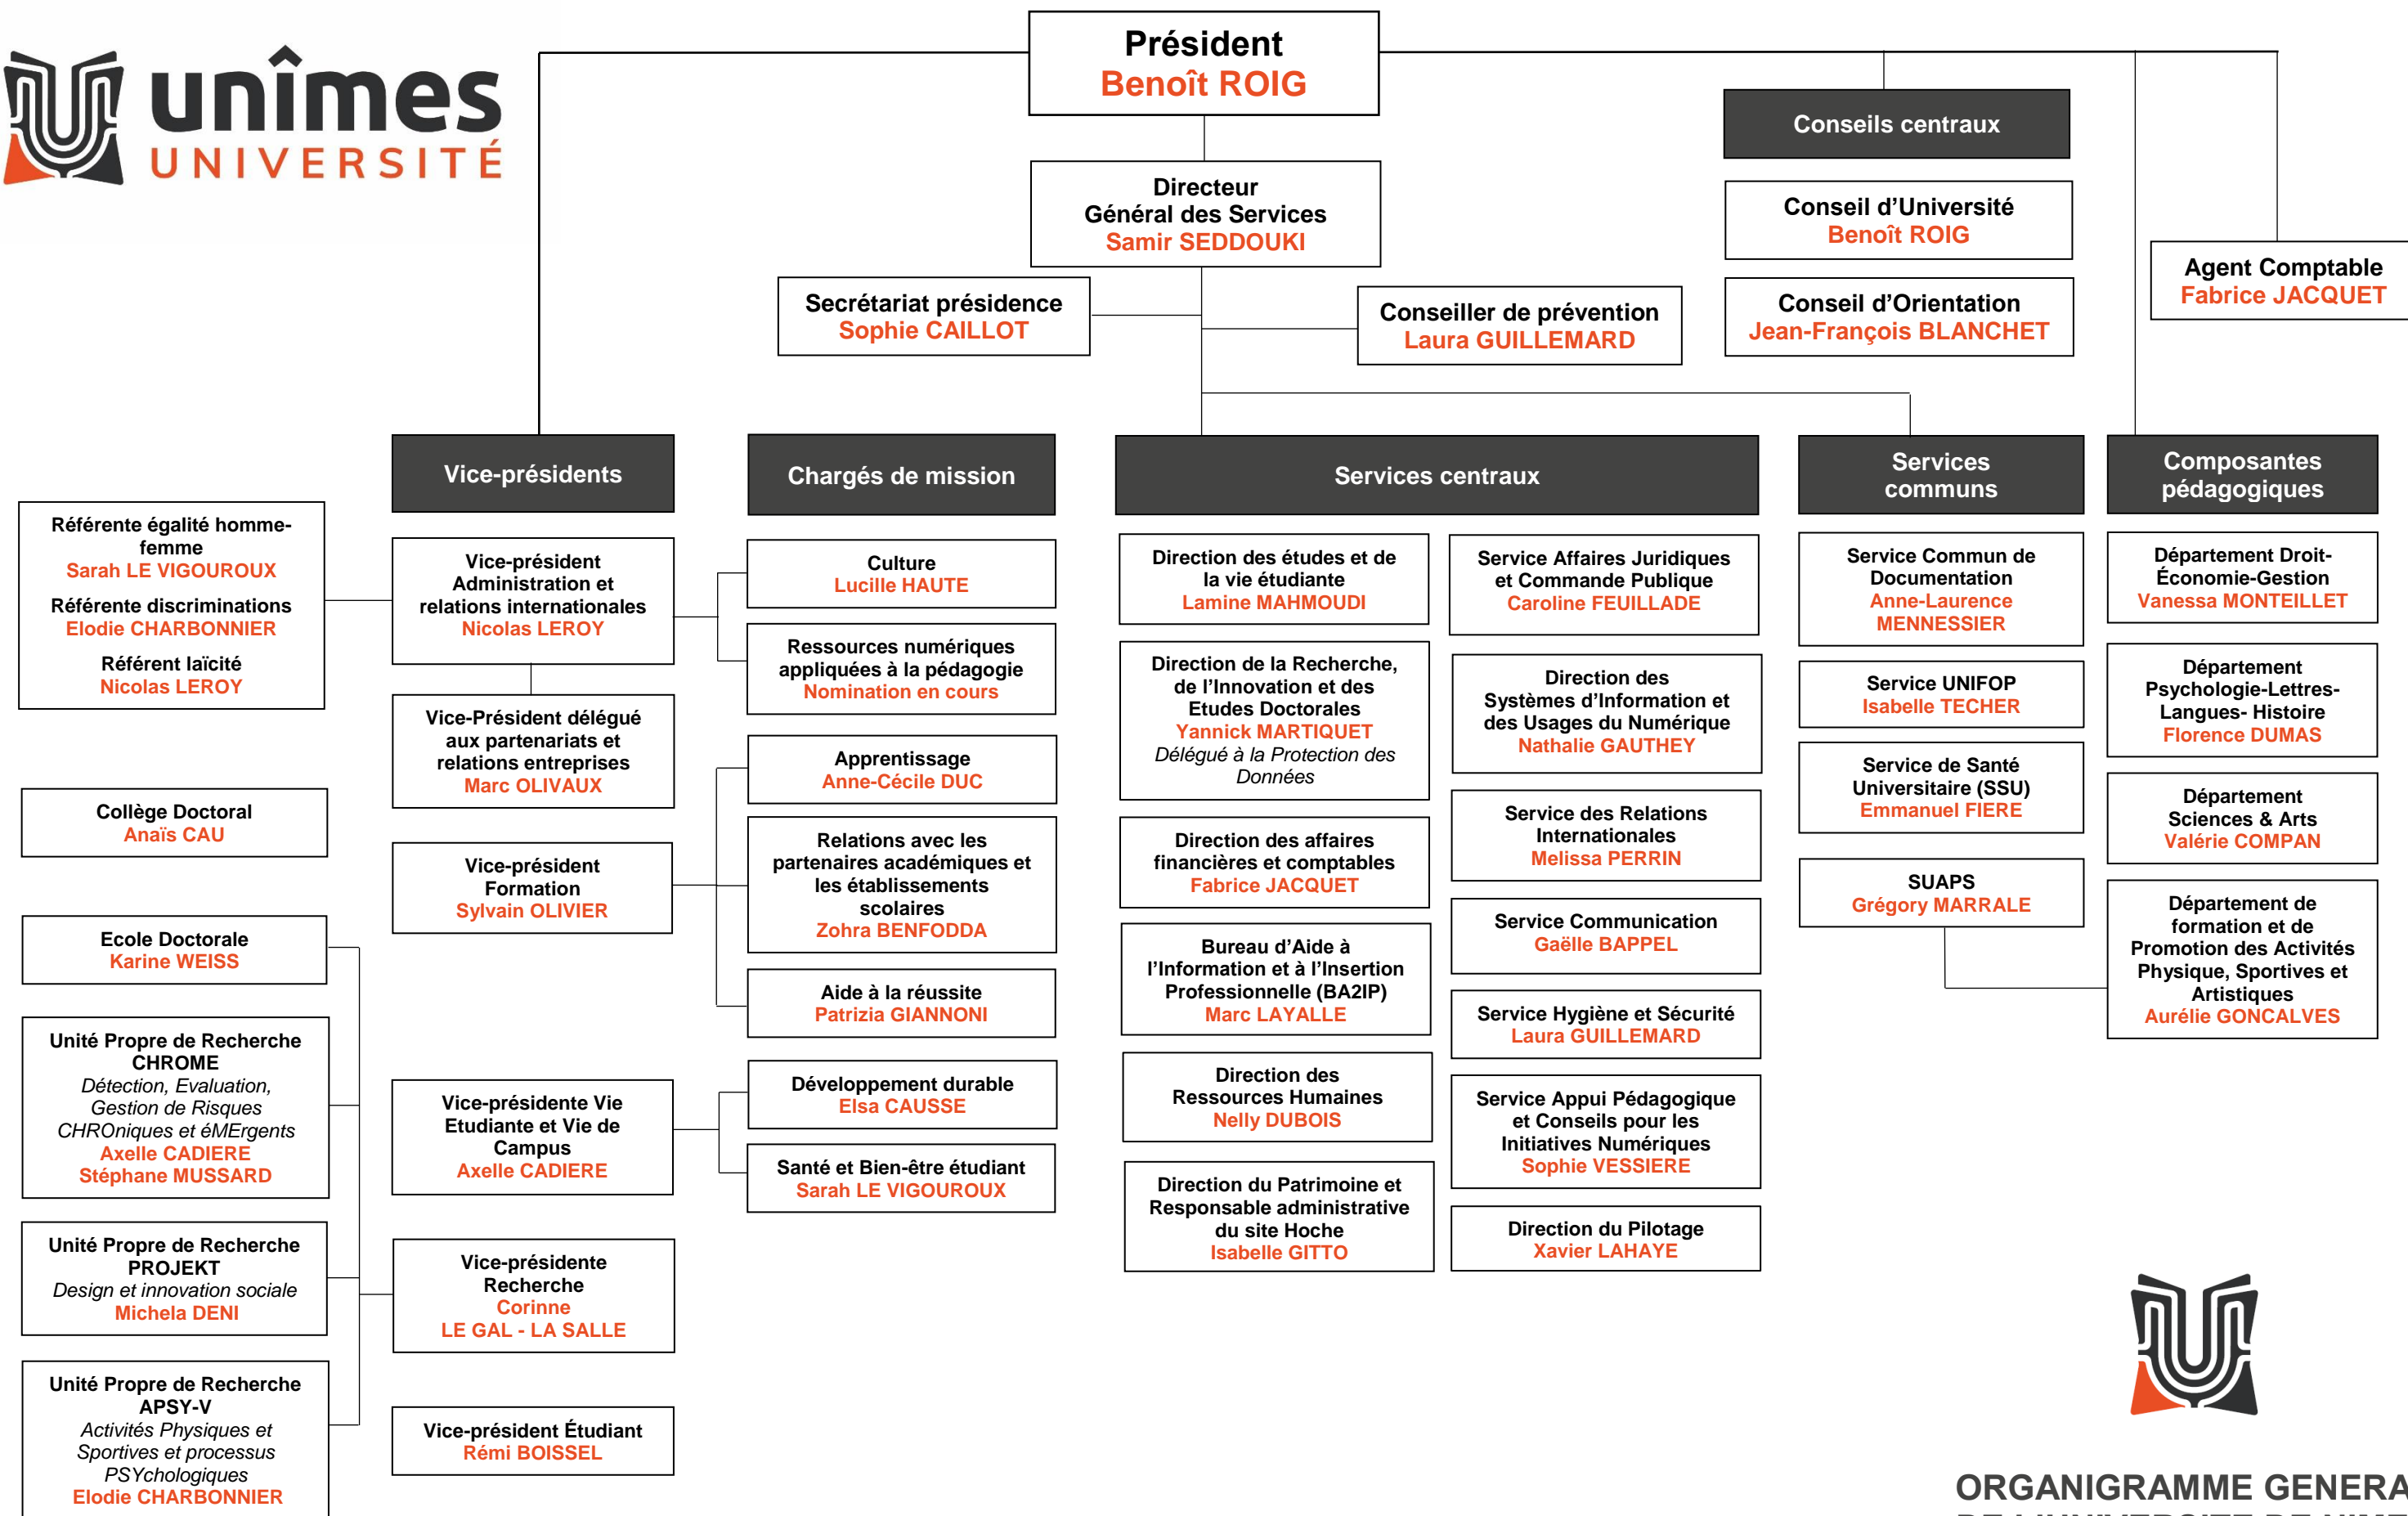 unîmes
UNIVERSITÉ
Président
Benoît ROIG
Directeur
Général des Services
Samir SEDDOUKI
Secrétariat présidence
Sophie CAILLOT
Conseiller de prévention
Laura GUILLEMARD
Conseils centraux
Conseil d’Université
Benoît ROIG
Conseil d’Orientation
Jean-François BLANCHET
Agent Comptable
Fabrice JACQUET
Référente égalité homme-
femme
Sarah LE VIGOUROUX
Référente discriminations
Elodie CHARBONNIER
Référent laïcité
Nicolas LEROY
Collège Doctoral
Anaïs CAU
Ecole Doctorale
Karine WEISS
Unité Propre de Recherche
CHROME
Détection, Evaluation,
Gestion de Risques
CHROniques et éMErgents
Axelle CADIERE
Stéphane MUSSARD
Unité Propre de Recherche
PROJEKT
Design et innovation sociale
Michela DENI
Unité Propre de Recherche
APSY-V
Activités Physiques et
Sportives et processus
PSYchologiques
Elodie CHARBONNIER
Vice-présidents
Vice-président
Administration et
relations internationales
Nicolas LEROY
Vice-Président délégué
aux partenariats et
relations entreprises
Marc OLIVAUX
Vice-président
Formation
Sylvain OLIVIER
Vice-présidente Vie
Etudiante et Vie de
Campus
Axelle CADIERE
Vice-présidente
Recherche
Corinne
LE GAL - LA SALLE
Vice-président Étudiant
Rémi BOISSEL
Chargés de mission
Culture
Lucille HAUTE
Ressources numériques
appliquées à la pédagogie
Nomination en cours
Apprentissage
Anne-Cécile DUC
Relations avec les
partenaires académiques et
les établissements
scolaires
Zohra BENFODDA
Aide à la réussite
Patrizia GIANNONI
Développement durable
Elsa CAUSSE
Santé et Bien-être étudiant
Sarah LE VIGOUROUX
Services centraux
Direction des études et de
la vie étudiante
Lamine MAHMOUDI
Direction de la Recherche,
de l’Innovation et des
Etudes Doctorales
Yannick MARTIQUET
Délégué à la Protection des
Données
Direction des affaires
financières et comptables
Fabrice JACQUET
Bureau d’Aide à
l’Information et à l’Insertion
Professionnelle (BA2IP)
Marc LAYALLE
Direction des
Ressources Humaines
Nelly DUBOIS
Direction du Patrimoine et
Responsable administrative
du site Hoche
Isabelle GITTO
Service Affaires Juridiques
et Commande Publique
Caroline FEUILLADE
Direction des
Systèmes d’Information et
des Usages du Numérique
Nathalie GAUTHEY
Service des Relations
Internationales
Melissa PERRIN
Service Communication
Gaëlle BAPPEL
Service Hygiène et Sécurité
Laura GUILLEMARD
Service Appui Pédagogique
et Conseils pour les
Initiatives Numériques
Sophie VESSIERE
Direction du Pilotage
Xavier LAHAYE
Services
communs
Service Commun de
Documentation
Anne-Laurence
MENNESSIER
Service UNIFOP
Isabelle TECHER
Service de Santé
Universitaire (SSU)
Emmanuel FIERE
SUAPS
Grégory MARRALE
Composantes
pédagogiques
Département Droit-
Économie-Gestion
Vanessa MONTEILLET
Département
Psychologie-Lettres-
Langues- Histoire
Florence DUMAS
Département
Sciences & Arts
Valérie COMPAN
Département de
formation et de
Promotion des Activités
Physique, Sportives et
Artistiques
Aurélie GONCALVES
ORGANIGRAMME GENERA